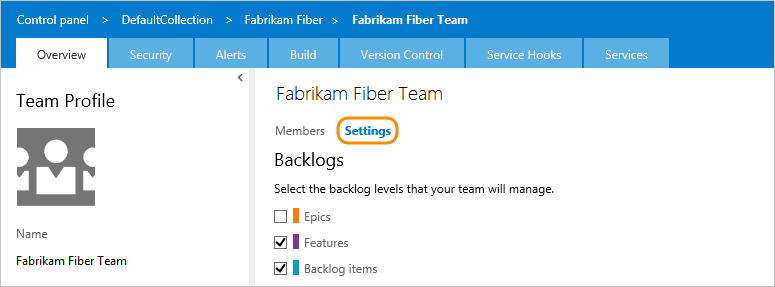 Control panel > DefaultCollection > Fabrikam Fiber > Fabrikam Fiber Team
Overview Security Alerts Build Version Control Service Hooks Services
Team Profile
Name
Fabrikam Fiber Team
Fabrikam Fiber Team
Members Settings
Backlogs
Select the backlog levels that your team will manage.
Epics
Features
Backlog items